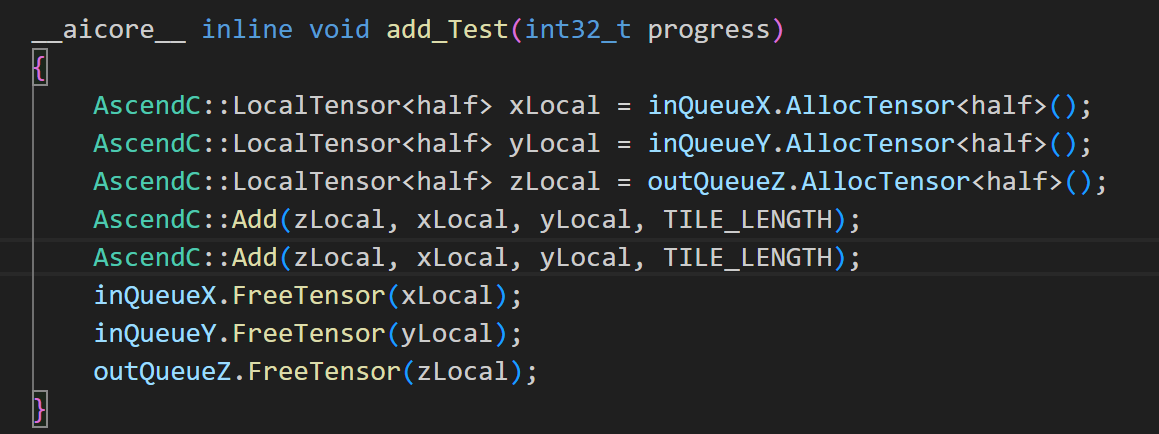 __aicore__ inline void add_Test(int32_t progress)
{
    AscendC::LocalTensor<half> xLocal = inQueueX.AllocTensor<half>();
    AscendC::LocalTensor<half> yLocal = inQueueY.AllocTensor<half>();
    AscendC::LocalTensor<half> zLocal = outQueueZ.AllocTensor<half>();
    AscendC::Add(zLocal, xLocal, yLocal, TILE_LENGTH);
    AscendC::Add(zLocal, xLocal, yLocal, TILE_LENGTH);
    inQueueX.FreeTensor(xLocal);
    inQueueY.FreeTensor(yLocal);
    outQueueZ.FreeTensor(zLocal);
}